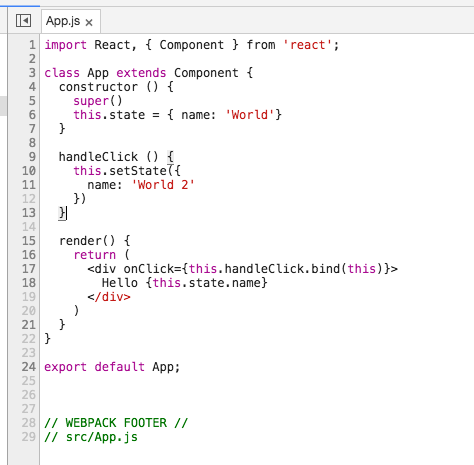 App.js ×
1 import React, { Component } from 'react';
2
3 class App extends Component {
4   constructor () {
5     super()
6     this.state = { name: 'World'}
7   }
8
9   handleClick () {
10     this.setState({
11       name: 'World 2'
12     })
13   }
14
15   render() {
16     return (
17       <div onClick={this.handleClick.bind(this)}>
18         Hello {this.state.name}
19       </div>
20     )
21   }
22 }
23
24 export default App;
25
26
27
28 // WEBPACK FOOTER //
29 // src/App.js